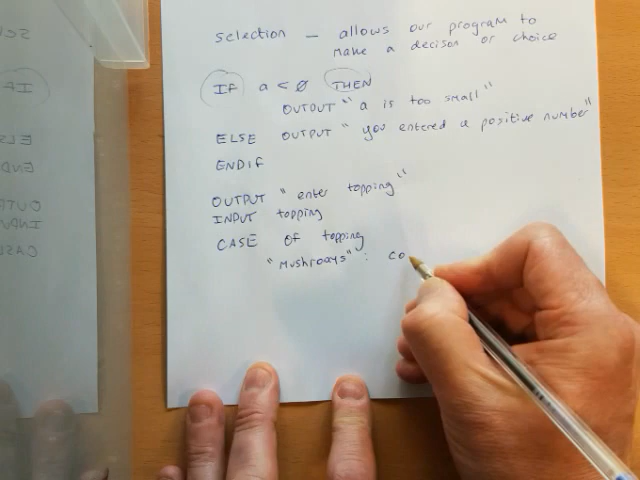 selection – allows our program to
make a decison or choice
IF a < 0 THEN
OUTPUT "a is too small"
ELSE OUTPUT "you entered a positive number"
ENDIF
OUTPUT "enter topping"
INPUT topping
CASE OF topping
"Mushrooms": co